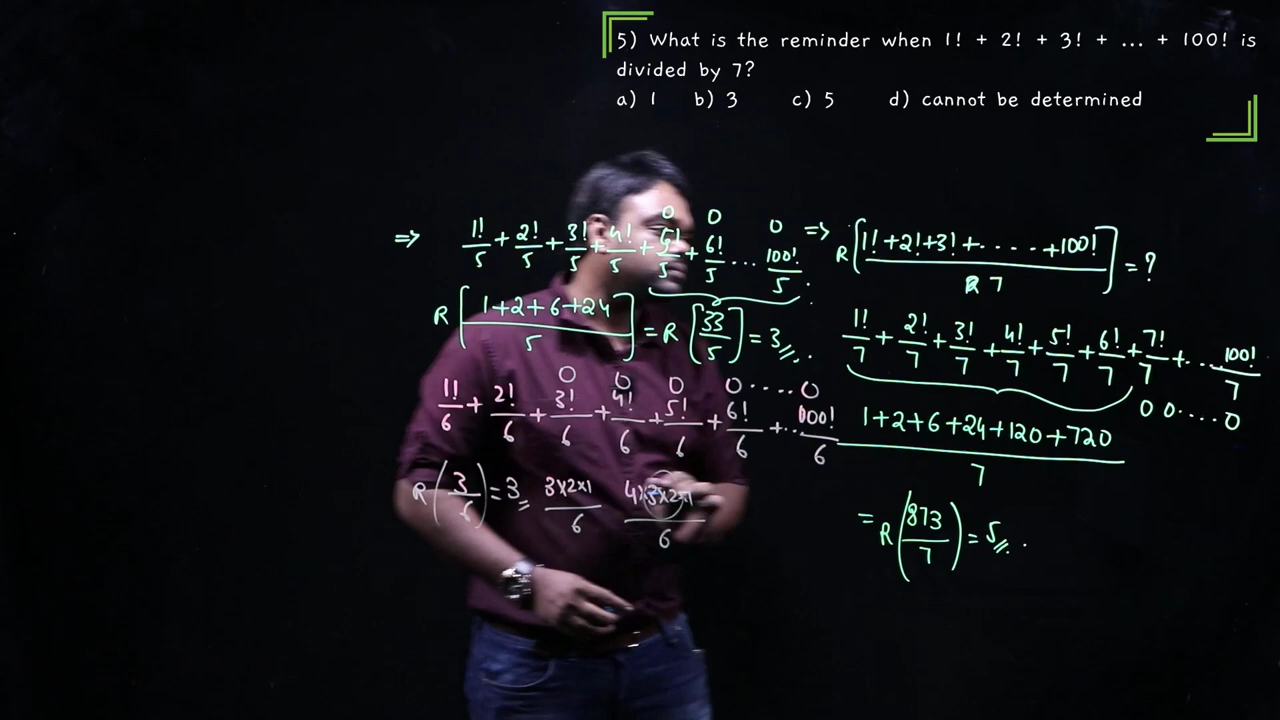 5) What is the reminder when 1! + 2! + 3! + ... + 100! is
divided by 7?
a) 1 b) 3 c) 5 d) cannot be determined
0 0 0
⇒ 1!/5 + 2!/5 + 3!/5 + 4!/5 + 5!/5 + 6!/5 ... 100!/5
R[(1+2+6+24)/5] = R[33/5] = 3
0 0 0 0 .... 0
1!/6 + 2!/6 + 3!/6 + 4!/6 + 5!/6 + 6!/6 + ... 100!/6
R(3/6) = 3 3×2×1/6 4×3×2×1/6
⇒ R[(1!+2!+3!+.....+100!)/7] = ?
1!/7 + 2!/7 + 3!/7 + 4!/7 + 5!/7 + 6!/7 + 7!/7 + ... 100!/7
0 0 .... 0
(1+2+6+24+120+720)/7
= R(873/7) = 5